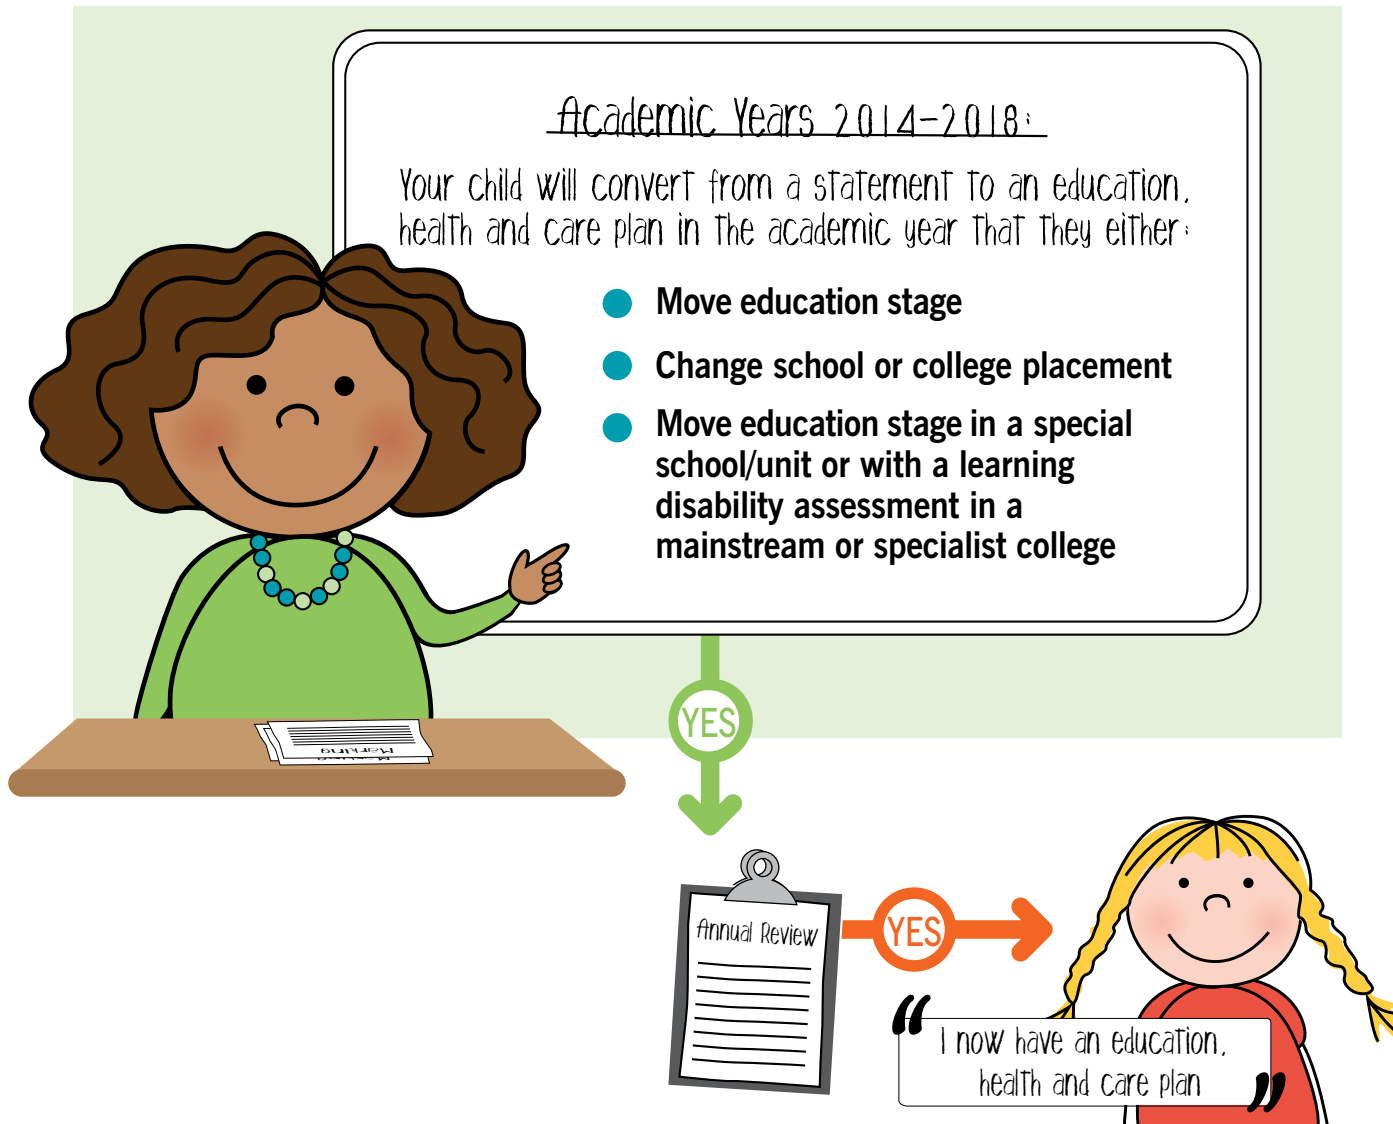 Academic Years 2014-2018:
Your child will convert from a statement to an education,
health and care plan in the academic year that they either:
Move education stage
Change school or college placement
Move education stage in a special
school/unit or with a learning
disability assessment in a
mainstream or specialist college
YES
Marking
Marking
Annual Review
YES
“I now have an education,
health and care plan”